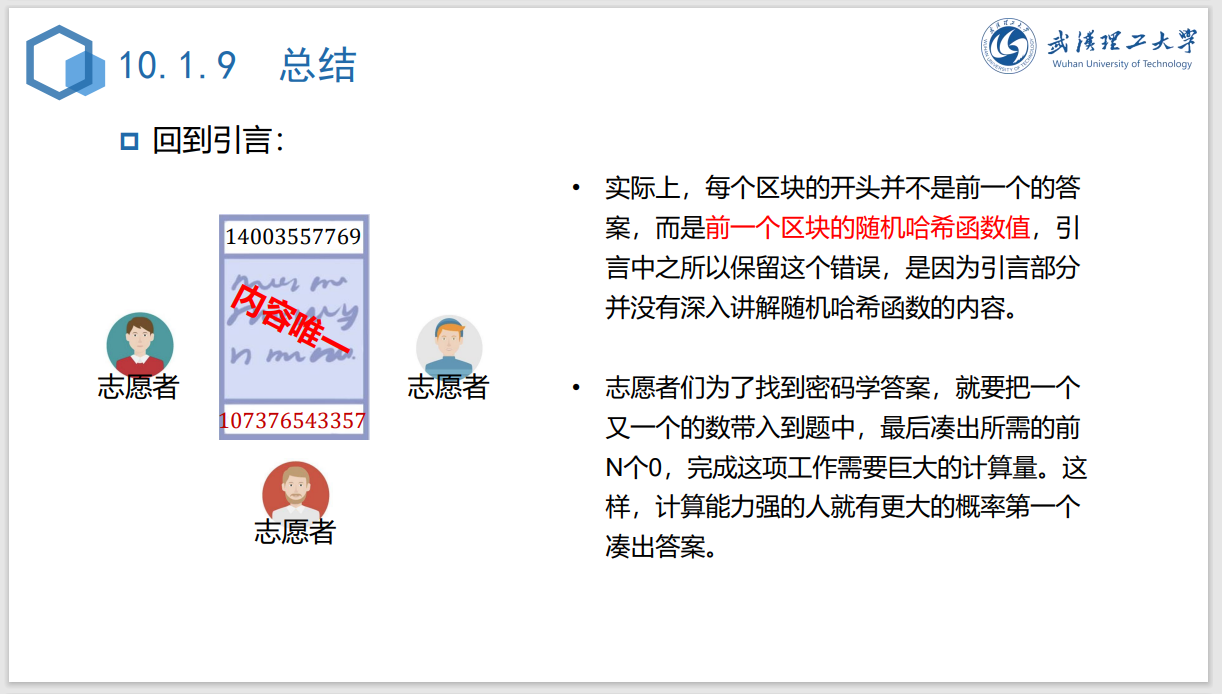 10.1.9 总结
武汉理工大学
Wuhan University of Technology
回到引言：
14003557769
内容唯一
107376543357
志愿者
志愿者
志愿者
• 实际上，每个区块的开头并不是前一个的答
案，而是前一个区块的随机哈希函数值，引
言中之所以保留这个错误，是因为引言部分
并没有深入讲解随机哈希函数的内容。
• 志愿者们为了找到密码学答案，就要把一个
又一个的数带入到题中，最后凑出所需的前
N个0，完成这项工作需要巨大的计算量。这
样，计算能力强的人就有更大的概率第一个
凑出答案。